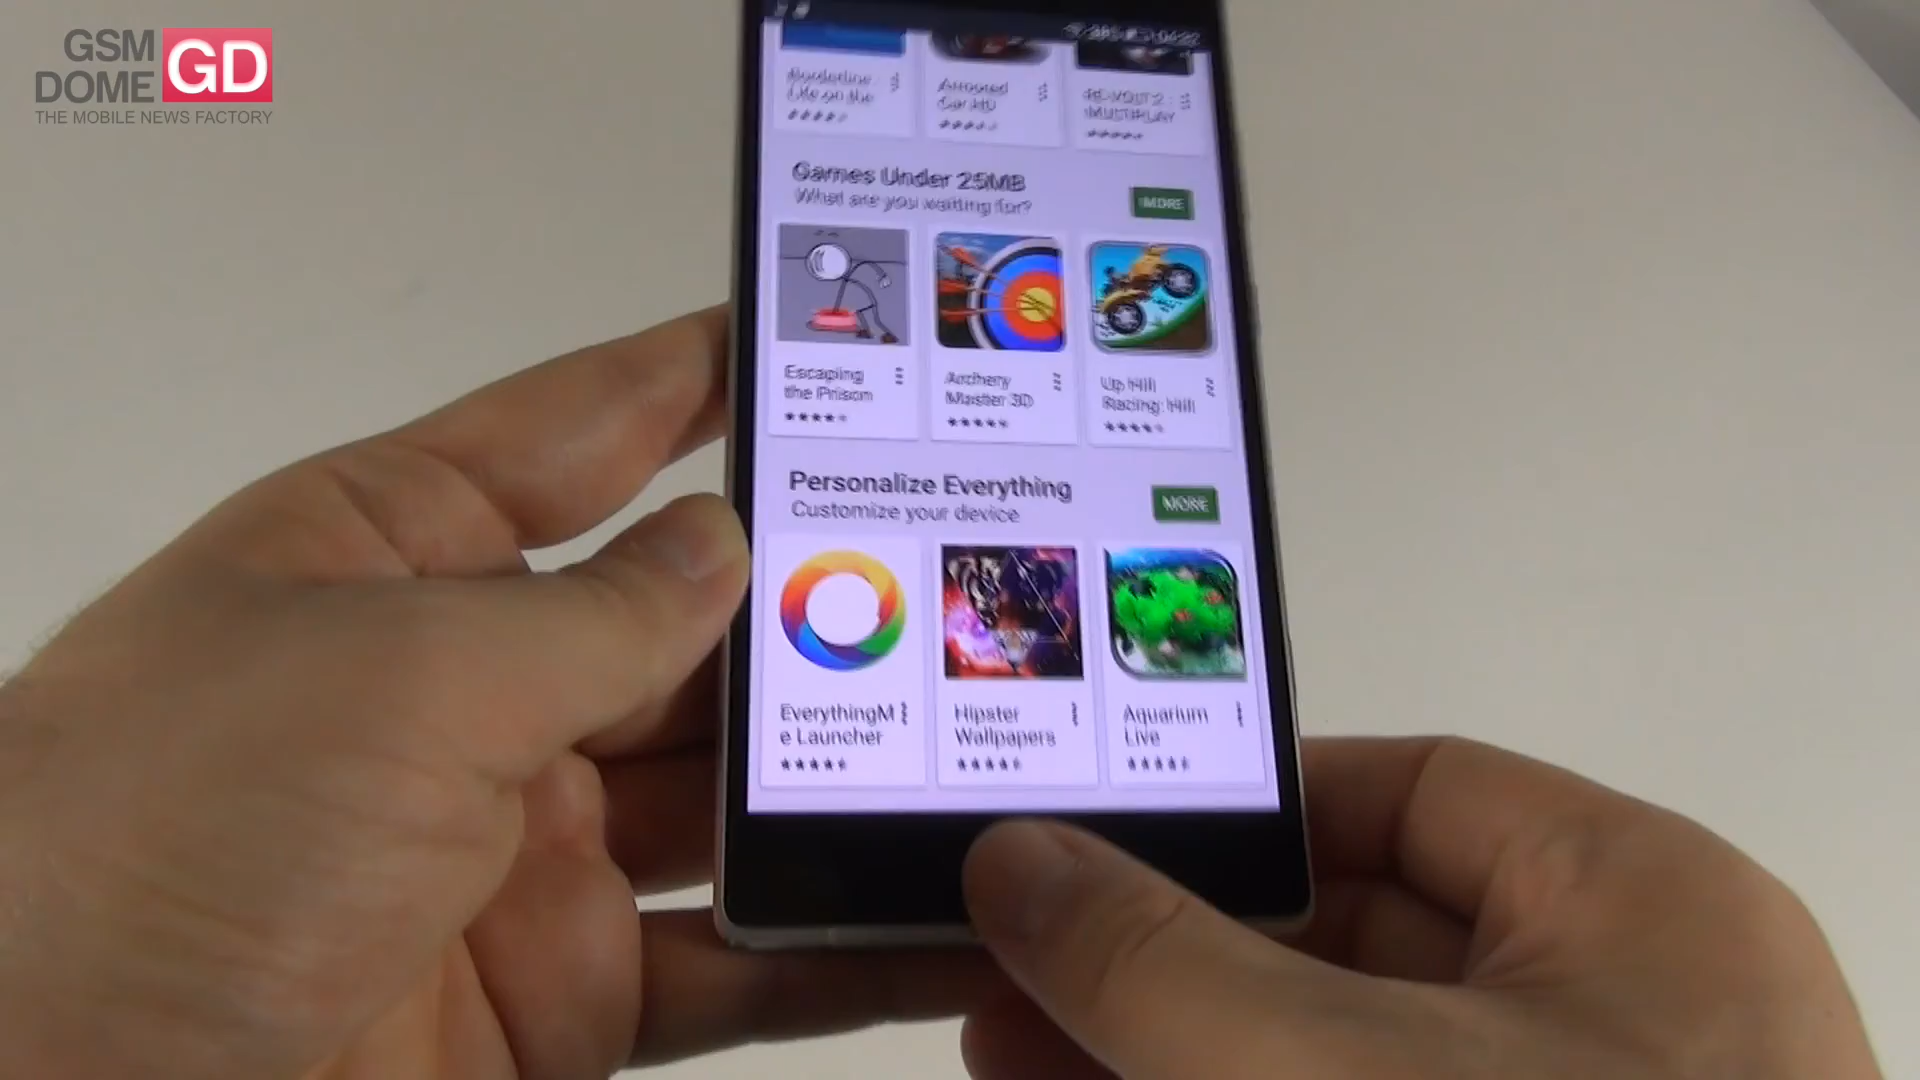 GSM
DOME
GD
THE MOBILE NEWS FACTORY
Borderline
Life on the
Armored
Car HD
RE-VOLT 2 :
MULTIPLAY
Games Under 25MB
What are you waiting for?
MORE
Escaping
the Prison
Archery
Master 3D
Up Hill
Racing: Hill
Personalize Everything
Customize your device
MORE
EverythingM
e Launcher
Hipster
Wallpapers
Aquarium
Live